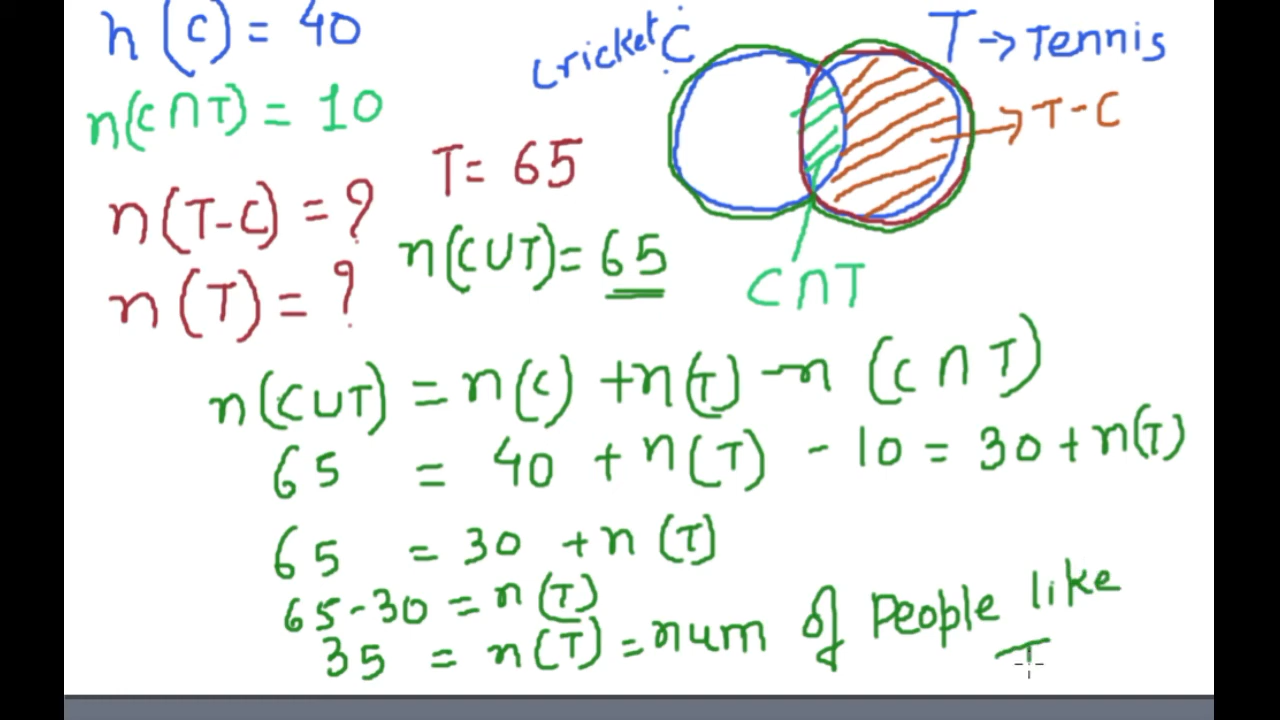 n(C) = 40
cricket C
T → Tennis
n(C∩T) = 10
T-C
T = 65
n(T-C) = ?
n(C∪T) = 65
C∩T
n(T) = ?
n(C∪T) = n(C) + n(T) - n(C∩T)
65 = 40 + n(T) - 10 = 30 + n(T)
65 = 30 + n(T)
65-30 = n(T)
35 = n(T) = num of People like
T